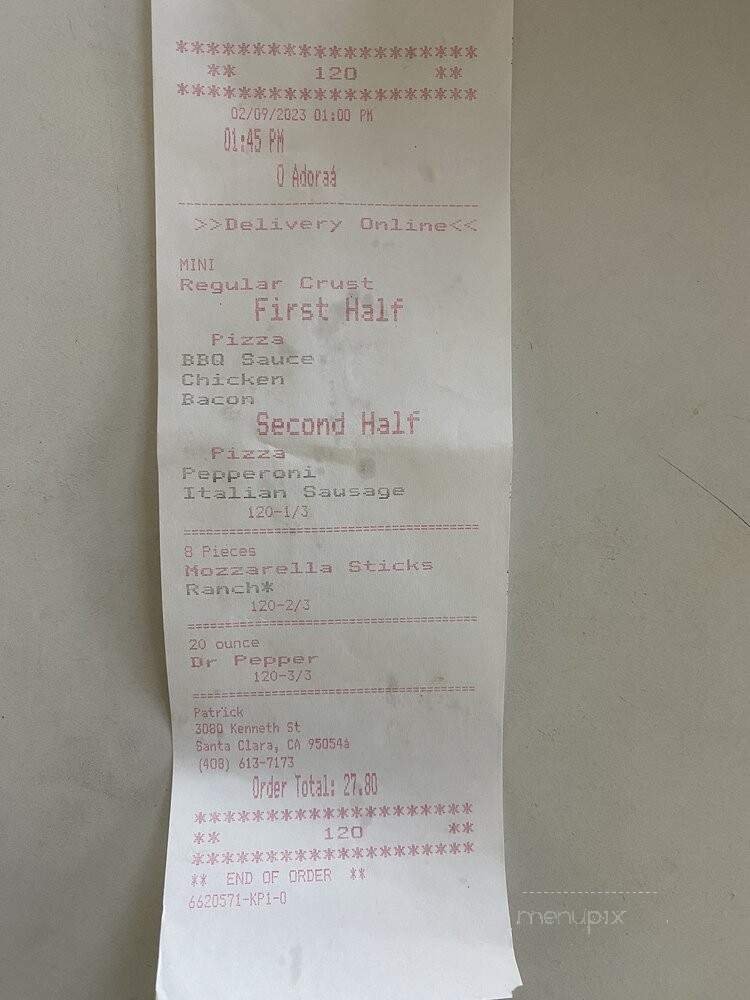 *******************
** 120 **
*******************
02/09/2023 01:00 PM
01:45 PM
O Adoraá
>>Delivery Online<<
MINI
Regular Crust
First Half
Pizza
BBQ Sauce
Chicken
Bacon
Second Half
Pizza
Pepperoni
Italian Sausage
120-1/3
8 Pieces
Mozzarella Sticks
Ranch*
120-2/3
20 ounce
Dr Pepper
120-3/3
Patrick
3080 Kenneth St
Santa Clara, CA 95054á
(408) 613-7173
Order Total: 27.80
******************
** 120 **
******************
** END OF ORDER **
6620571-KP1-0
menupix